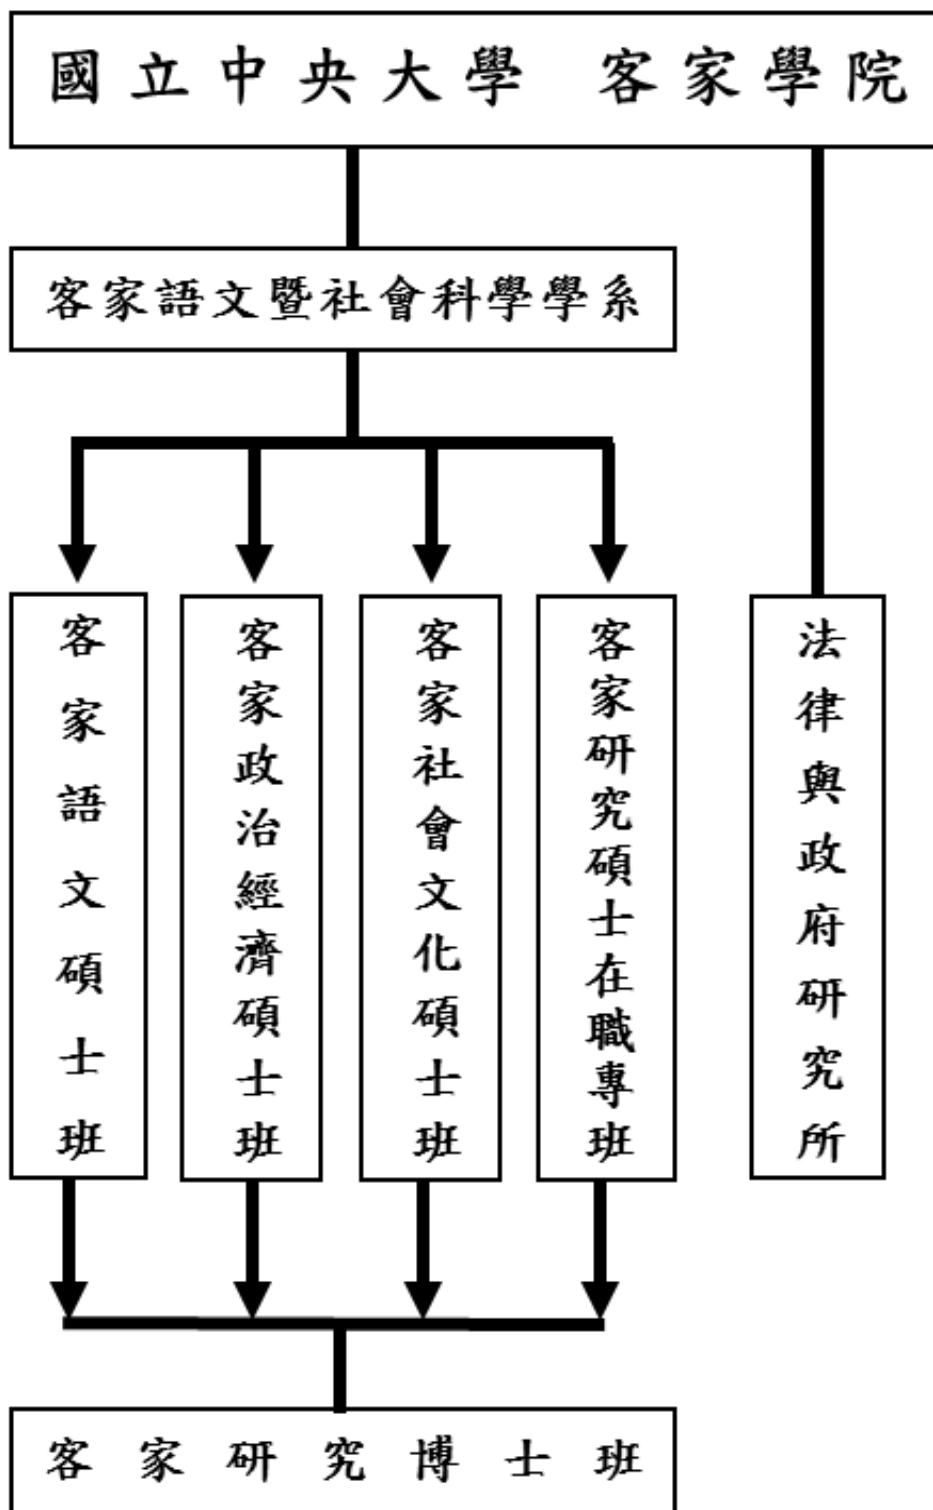 國立中央大學 客家學院
客家語文暨社會科學學系
客家語文碩士班
客家政治經濟碩士班
客家社會文化碩士班
客家研究碩士在職專班
法律與政府研究所
客家研究博士班